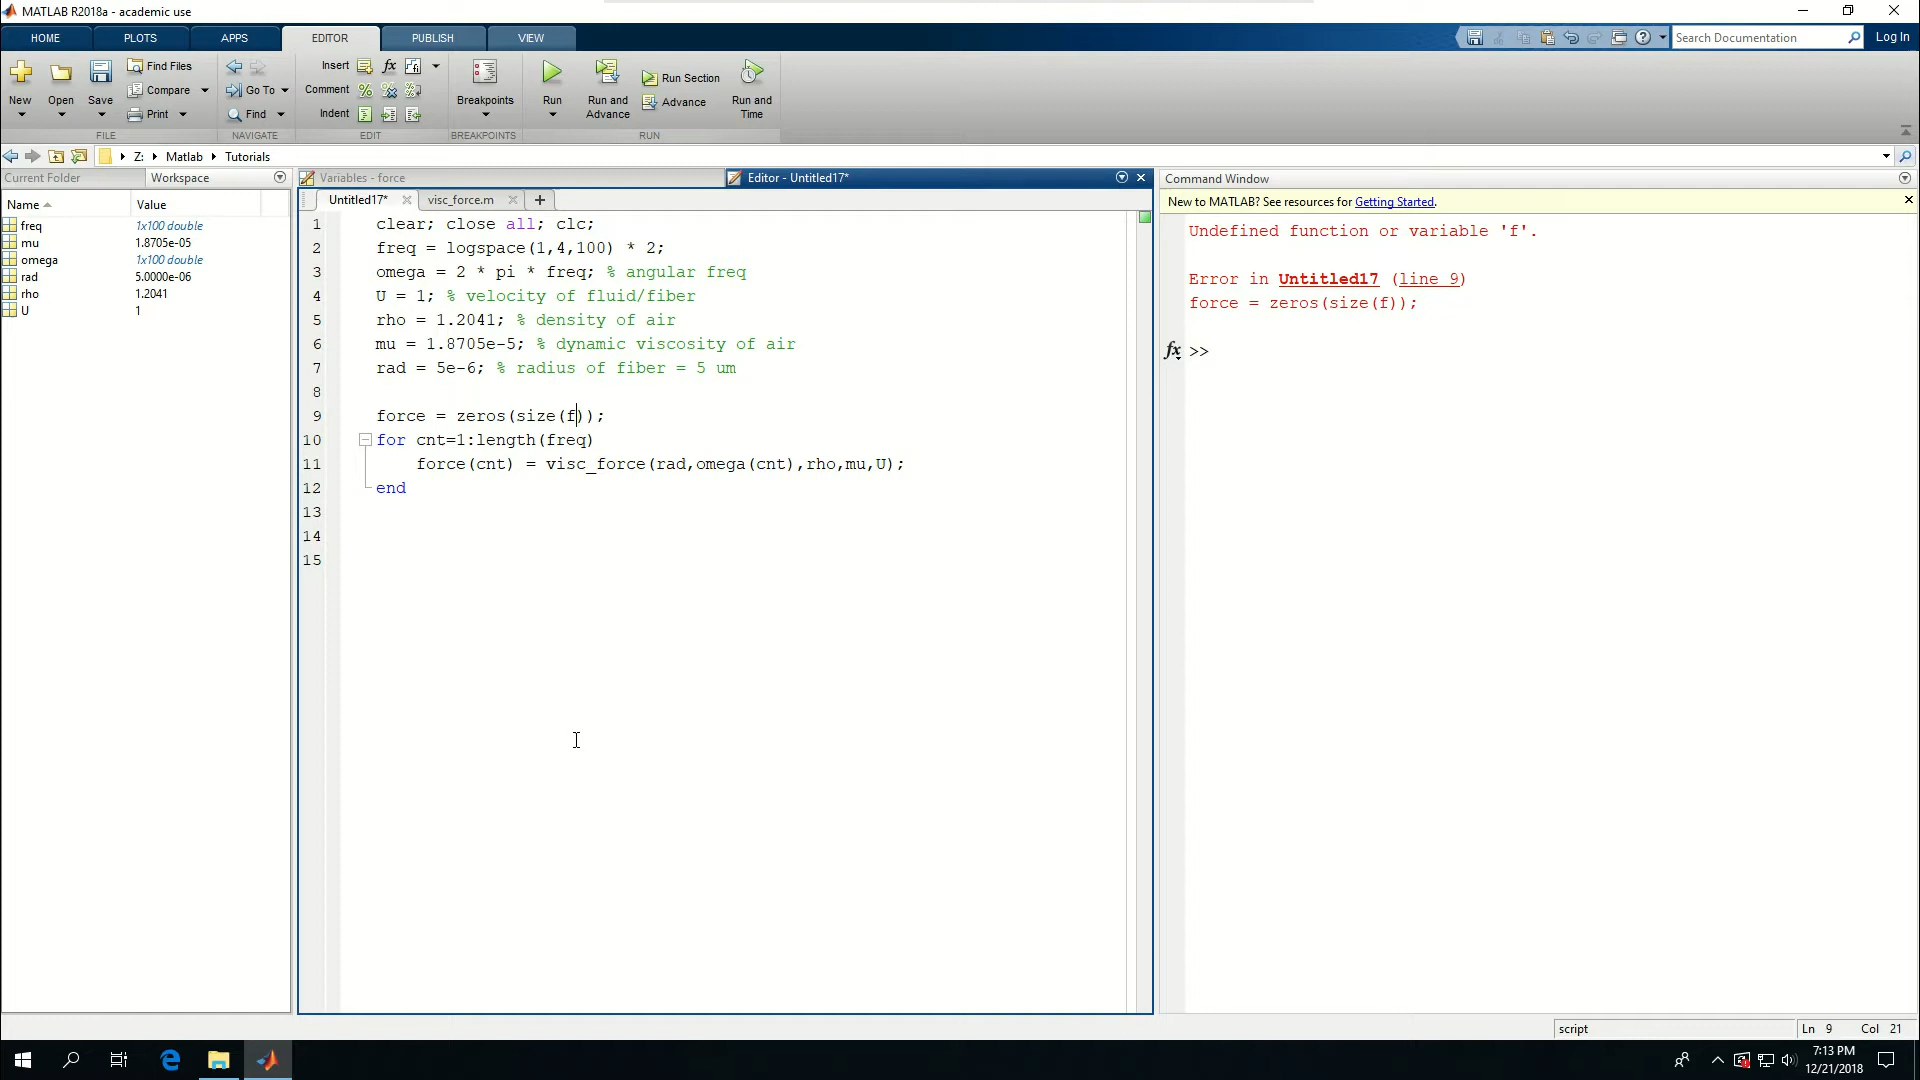 MATLAB R2018a - academic use
HOME PLOTS APPS EDITOR PUBLISH VIEW
Search Documentation
Log In
New
Open
Save
Find Files
Compare
Print
FILE
Go To
Find
NAVIGATE
Insert
Comment
Indent
fx
EDIT
Breakpoints
BREAKPOINTS
Run
Run and
Advance
Run Section
Advance
Run and
Time
RUN
Z: Matlab Tutorials
Current Folder
Workspace
Name Value
freq 1x100 double
mu 1.8705e-05
omega 1x100 double
rad 5.0000e-06
rho 1.2041
U 1
Variables - force
Editor - Untitled17*
Untitled17* visc_force.m
1 clear; close all; clc;
2 freq = logspace(1,4,100) * 2;
3 omega = 2 * pi * freq; % angular freq
4 U = 1; % velocity of fluid/fiber
5 rho = 1.2041; % density of air
6 mu = 1.8705e-5; % dynamic viscosity of air
7 rad = 5e-6; % radius of fiber = 5 um
8
9 force = zeros(size(f));
10 for cnt=1:length(freq)
11 force(cnt) = visc_force(rad,omega(cnt),rho,mu,U);
12 end
13
14
15
Command Window
New to MATLAB? See resources for Getting Started.
Undefined function or variable 'f'.
Error in Untitled17 (line 9)
force = zeros(size(f));
fx >>
script
Ln 9 Col 21
7:13 PM
12/21/2018